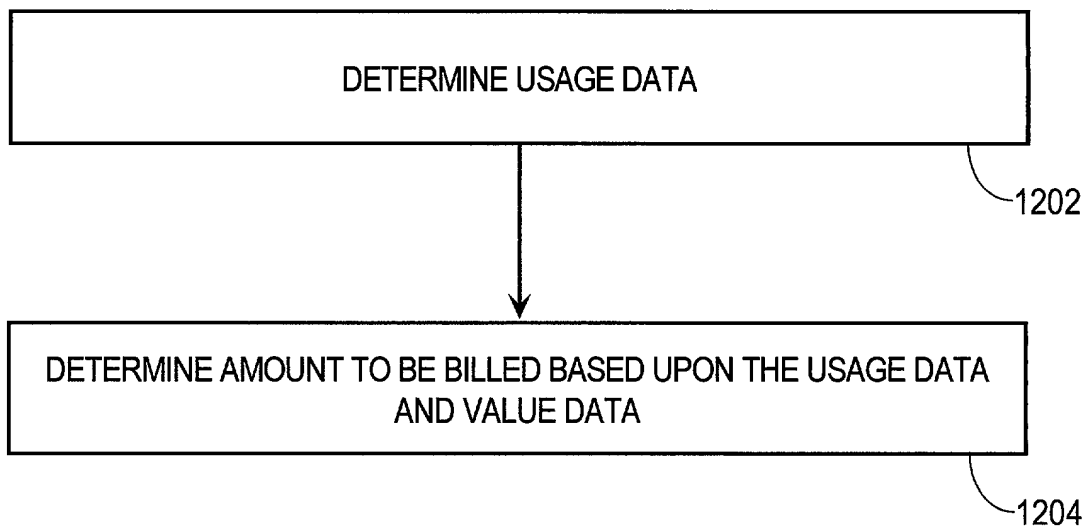 DETERMINE USAGE DATA
1202
DETERMINE AMOUNT TO BE BILLED BASED UPON THE USAGE DATA
AND VALUE DATA
1204